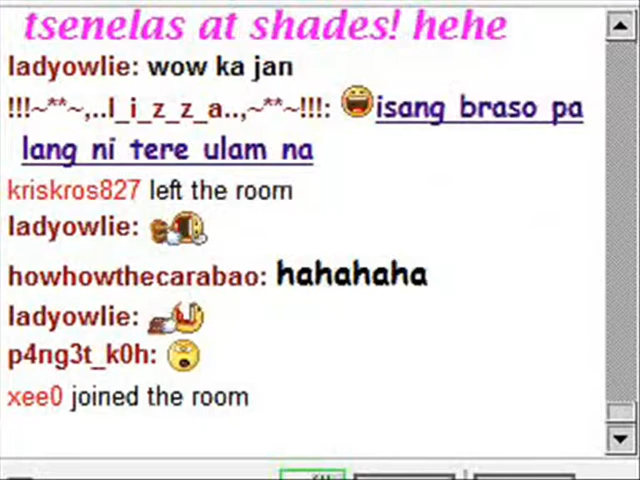 tsenelas at shades! hehe
ladyowlie: wow ka jan
!!!~**~,..l_i_z_z_a..,~**~!!!: isang braso pa
lang ni tere ulam na
kriskros827 left the room
ladyowlie:
howhowthecarabao: hahahaha
ladyowlie:
p4ng3t_k0h:
xee0 joined the room